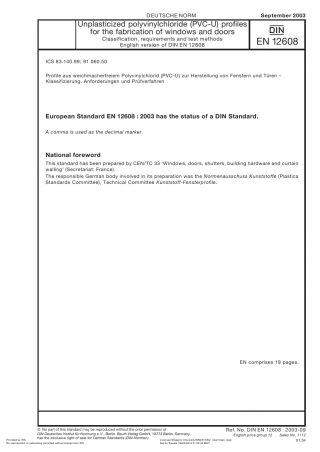 DEUTSCHE NORM
September 2003
Unplasticized polyvinylchloride (PVC-U) profiles
for the fabrication of windows and doors
Classification, requirements and test methods
English version of DIN EN 12608
DIN
EN 12608
ICS 83.140.99; 91.060.50
Profile aus weichmacherfreiem Polyvinylchlorid (PVC-U) zur Herstellung von Fenstern und Türen –
Klassifizierung, Anforderungen und Prüfverfahren
European Standard EN 12608 : 2003 has the status of a DIN Standard.
A comma is used as the decimal marker.
National foreword
This standard has been prepared by CEN/TC 33 'Windows, doors, shutters, building hardware and curtain
walling' (Secretariat: France).
The responsible German body involved in its preparation was the Normenausschuss Kunststoffe (Plastics
Standards Committee), Technical Committee Kunststoff-Fensterprofile.
EN comprises 19 pages.
© No part of this standard may be reproduced without the prior permission of
DIN Deutsches Institut für Normung e.V., Berlin. Beuth Verlag GmbH, 10772 Berlin, Germany,
has the exclusive right of sale for German Standards (DIN-Normen).
Ref. No. DIN EN 12608 : 2003-09
English price group 12 Sales No. 1112
01.04